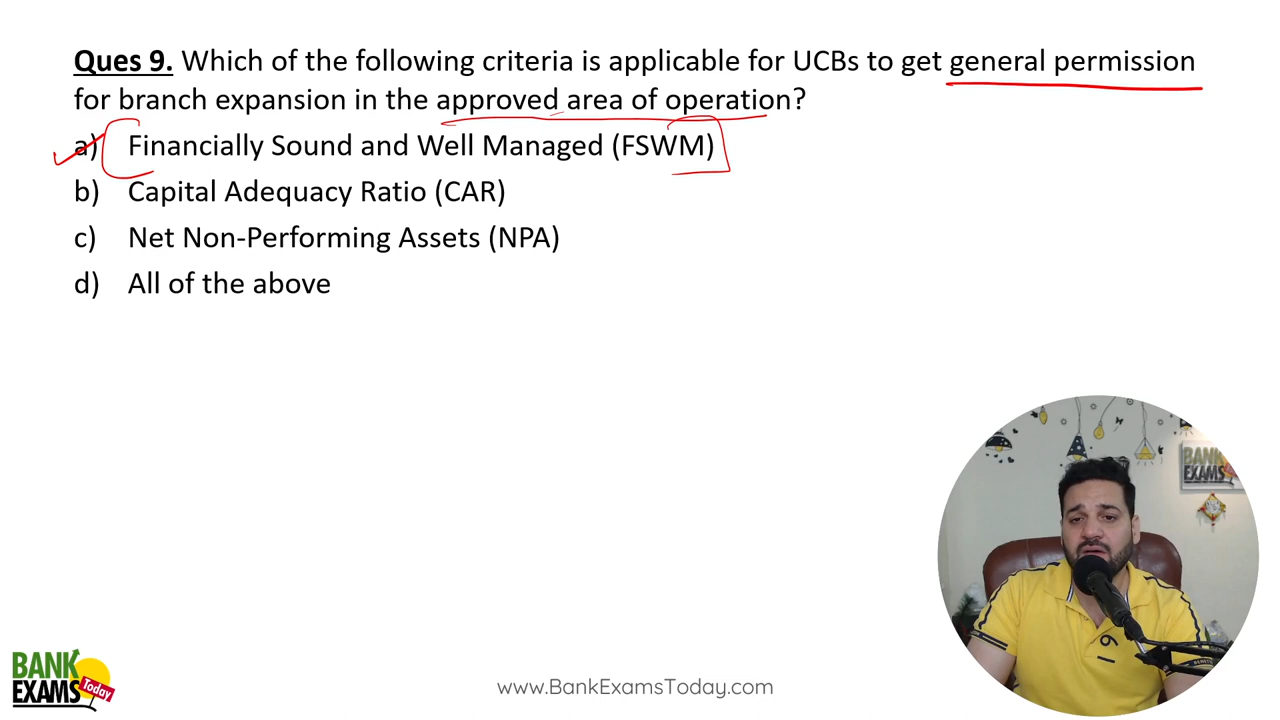 Ques 9. Which of the following criteria is applicable for UCBs to get general permission
for branch expansion in the approved area of operation?
a) Financially Sound and Well Managed (FSWM)
b) Capital Adequacy Ratio (CAR)
c) Net Non-Performing Assets (NPA)
d) All of the above
BANK
EXAMS
BANK
EXAMS
Today
www.BankExamsToday.com